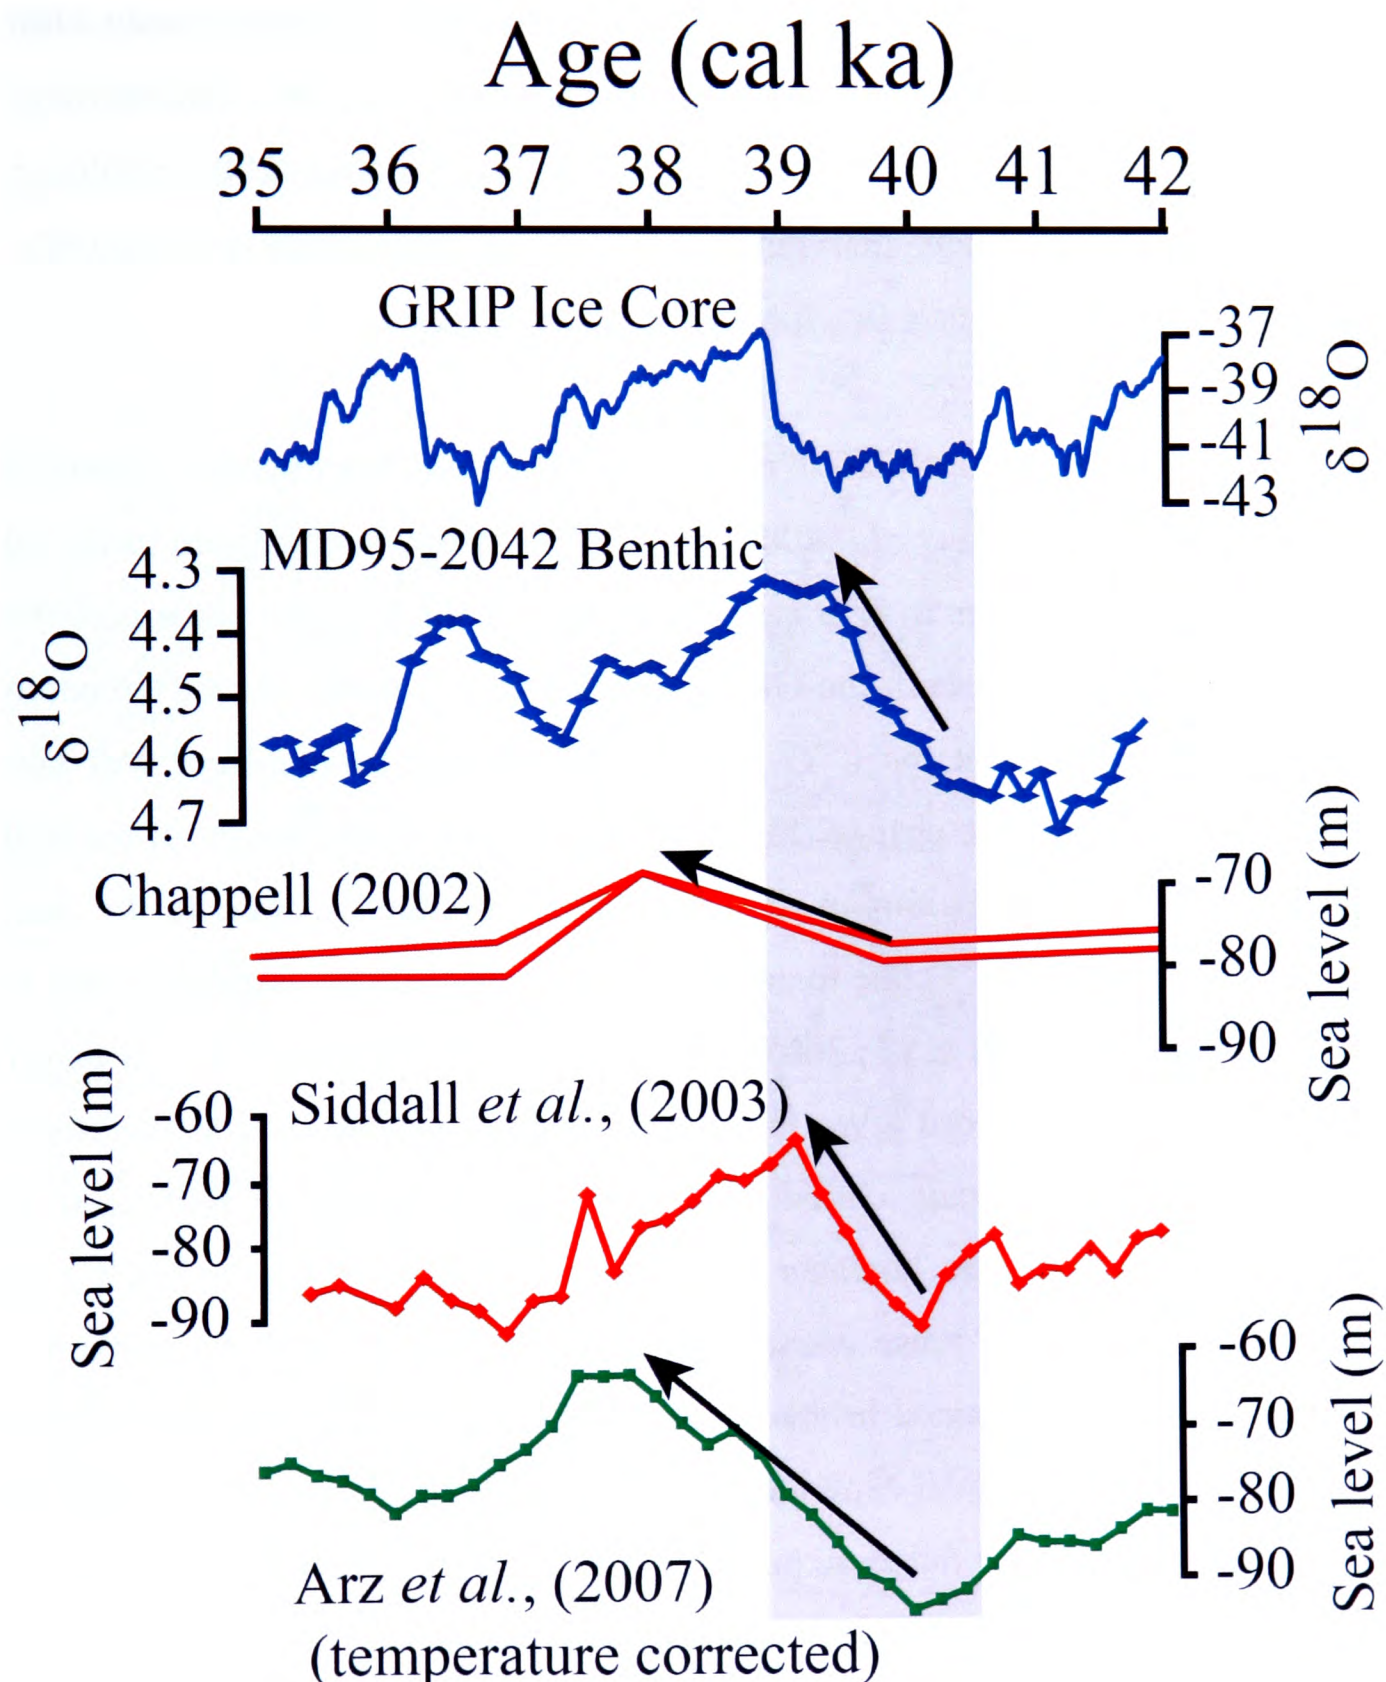 Age (cal ka)
35 36 37 38 39 40 41 42
GRIP Ice Core
-37
-39
-41
-43
δ 18O
MD95-2042 Benthic
4.3
4.4
4.5
4.6
4.7
δ 18O
Chappell (2002)
-70
-80
-90
Sea level (m)
Siddall et al., (2003)
-60
-70
-80
-90
Sea level (m)
-60
-70
-80
-90
Sea level (m)
Arz et al., (2007)
(temperature corrected)